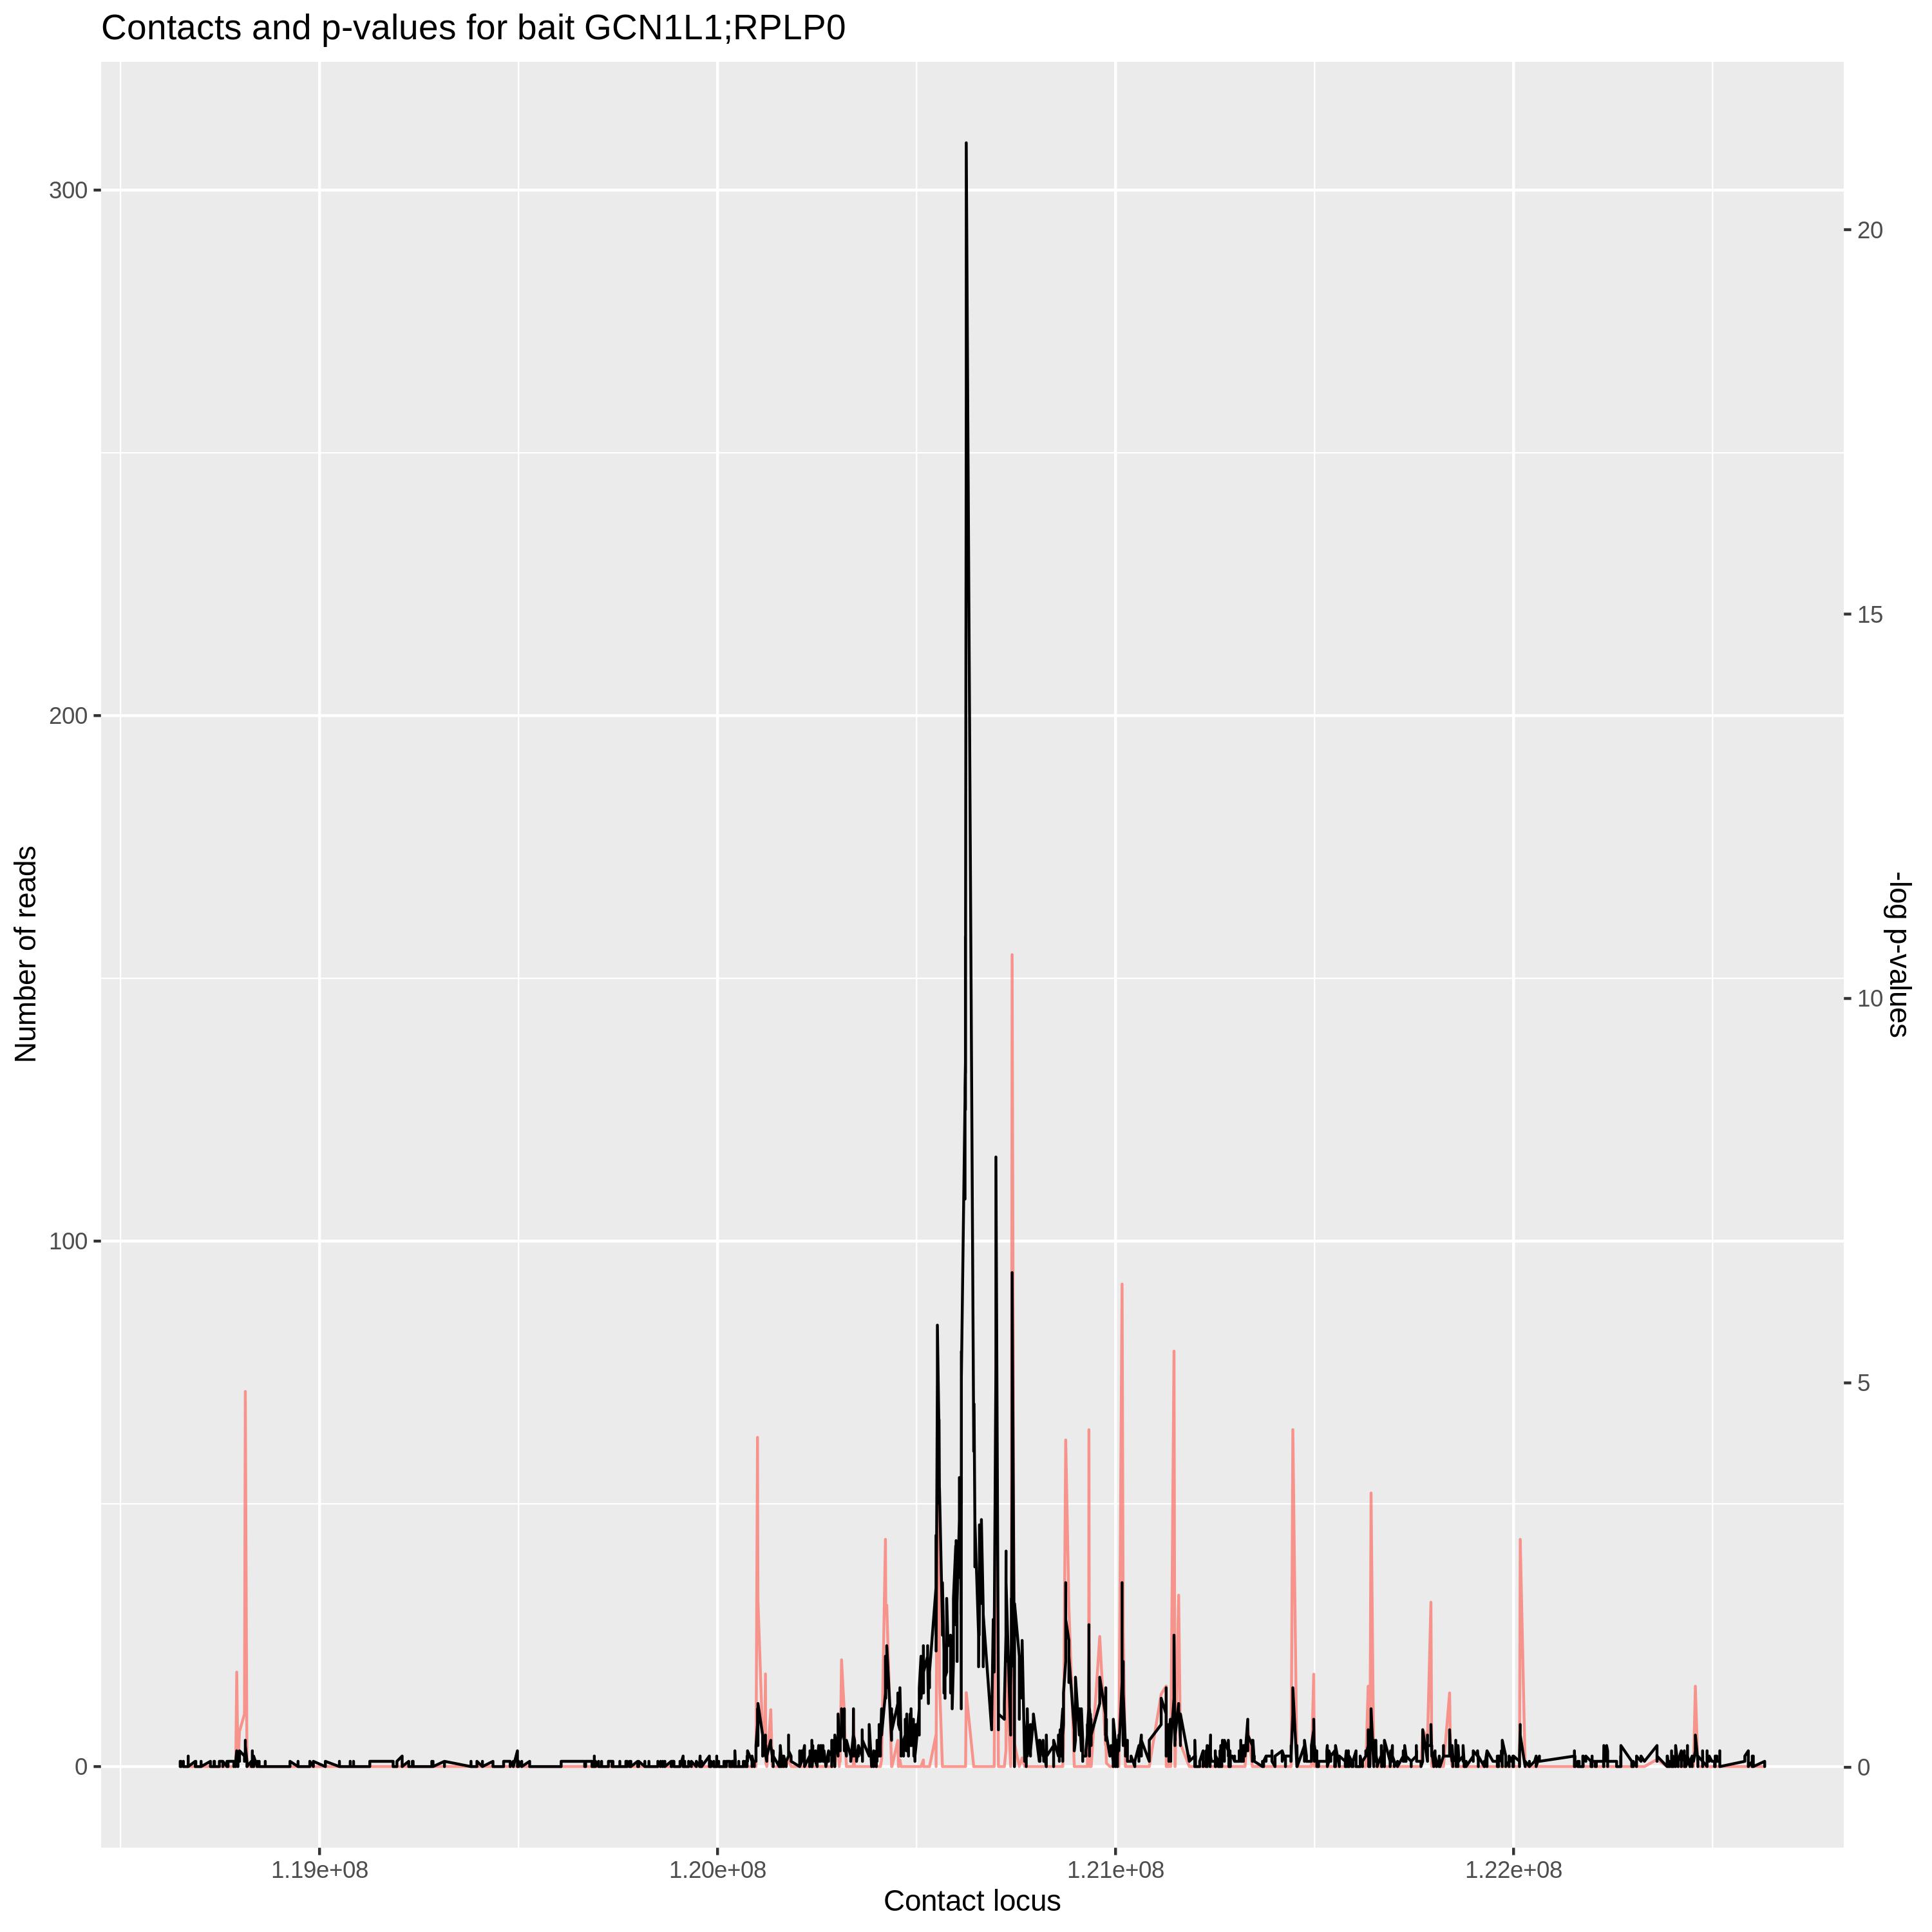 Contacts and p-values for bait GCN1L1;RPLP0
300
200
100
0
Number of reads
20
15
10
5
0
-log p-values
1.19e+08
1.20e+08
1.21e+08
1.22e+08
Contact locus